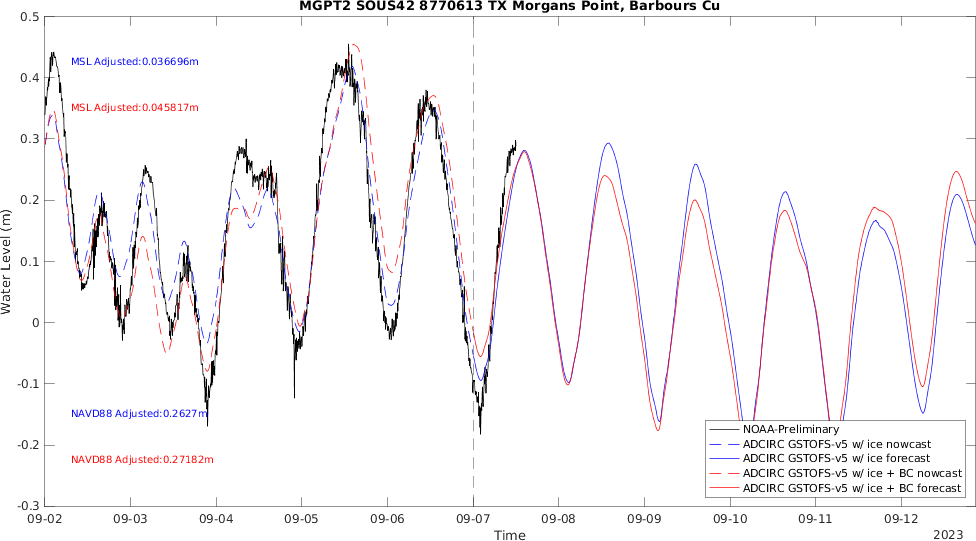 MGPT2 SOUS42 8770613 TX Morgans Point, Barbours Cu
0.5
0.4
0.3
0.2
0.1
0
-0.1
-0.2
-0.3
Water Level (m)
MSL Adjusted:0.036696m
MSL Adjusted:0.045817m
NAVD88 Adjusted:0.2627m
NAVD88 Adjusted:0.27182m
NOAA-Preliminary
ADCIRC GSTOFS-v5 w/ ice nowcast
ADCIRC GSTOFS-v5 w/ ice forecast
ADCIRC GSTOFS-v5 w/ ice + BC nowcast
ADCIRC GSTOFS-v5 w/ ice + BC forecast
09-02 09-03 09-04 09-05 09-06 09-07 09-08 09-09 09-10 09-11 09-12
Time
2023